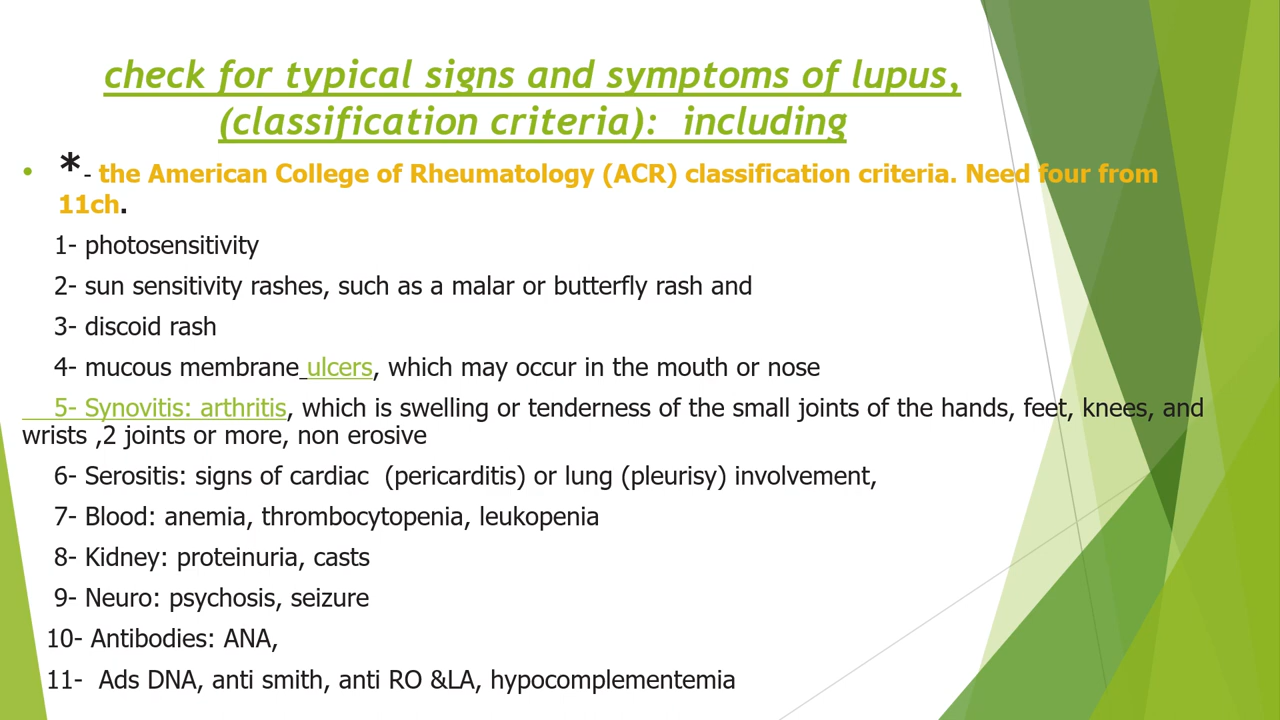 check for typical signs and symptoms of lupus,
(classification criteria):  including
• *- the American College of Rheumatology (ACR) classification criteria. Need four from
11ch.
1- photosensitivity
2- sun sensitivity rashes, such as a malar or butterfly rash and
3- discoid rash
4- mucous membrane ulcers, which may occur in the mouth or nose
5- Synovitis: arthritis, which is swelling or tenderness of the small joints of the hands, feet, knees, and
wrists ,2 joints or more, non erosive
6- Serositis: signs of cardiac  (pericarditis) or lung (pleurisy) involvement,
7- Blood: anemia, thrombocytopenia, leukopenia
8- Kidney: proteinuria, casts
9- Neuro: psychosis, seizure
10- Antibodies: ANA,
11-  Ads DNA, anti smith, anti RO &LA, hypocomplementemia